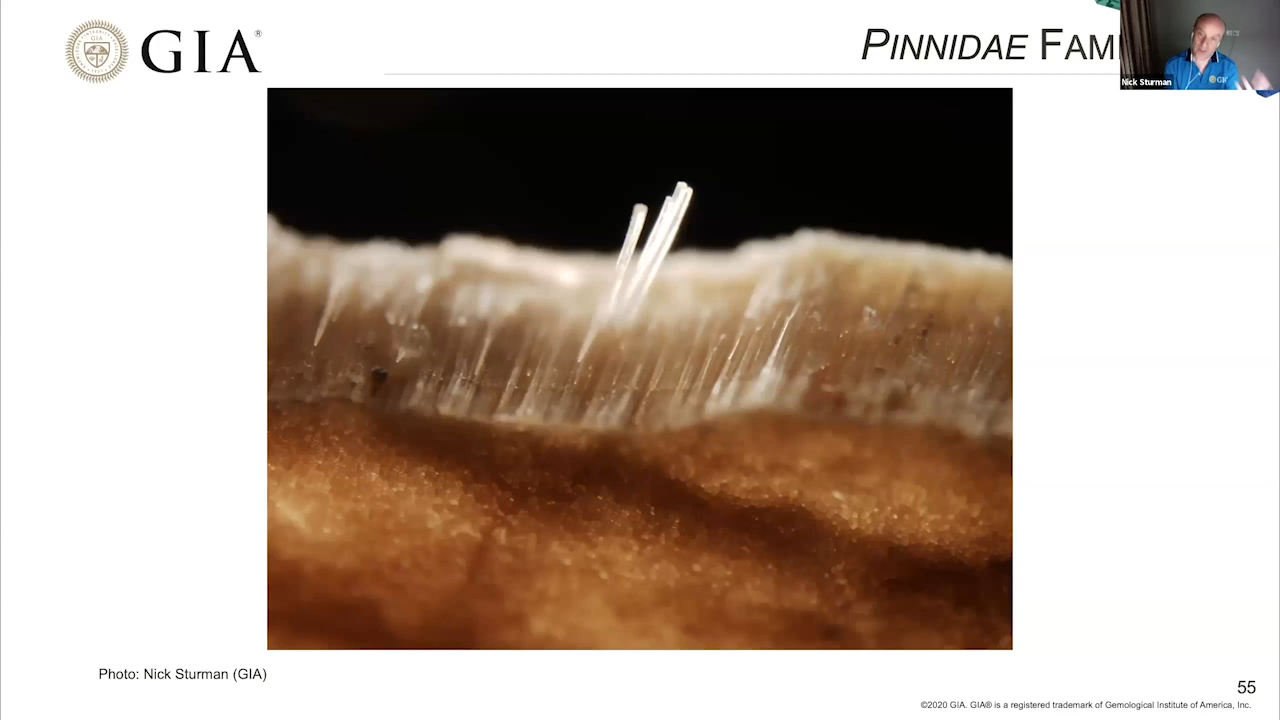 GIA®
PINNIDAE FAM
Nick Sturman
Photo: Nick Sturman (GIA)
55
©2020 GIA. GIA® is a registered trademark of Gemological Institute of America, Inc.